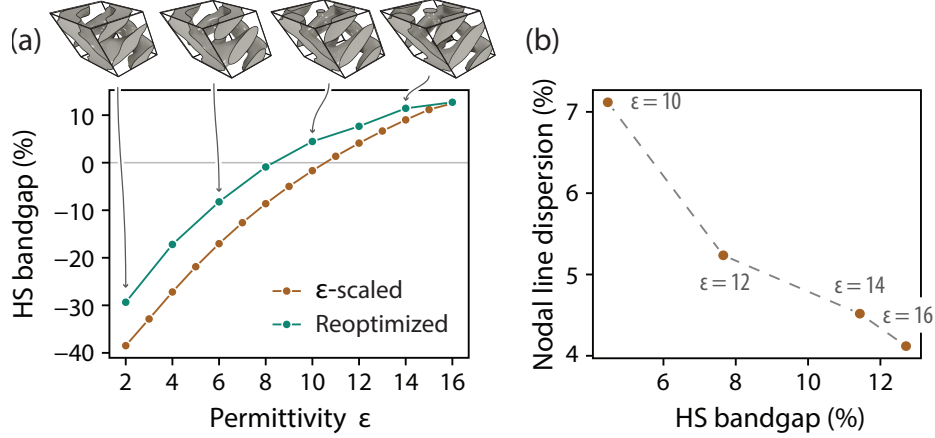 (a)
HS bandgap (%)
10
0
−10
−20
−30
−40
ε-scaled
Reoptimized
2 4 6 8 10 12 14 16
Permittivity ε
(b)
Nodal line dispersion (%)
7
6
5
4
ε = 10
ε = 12
ε = 14
ε = 16
6 8 10 12
HS bandgap (%)